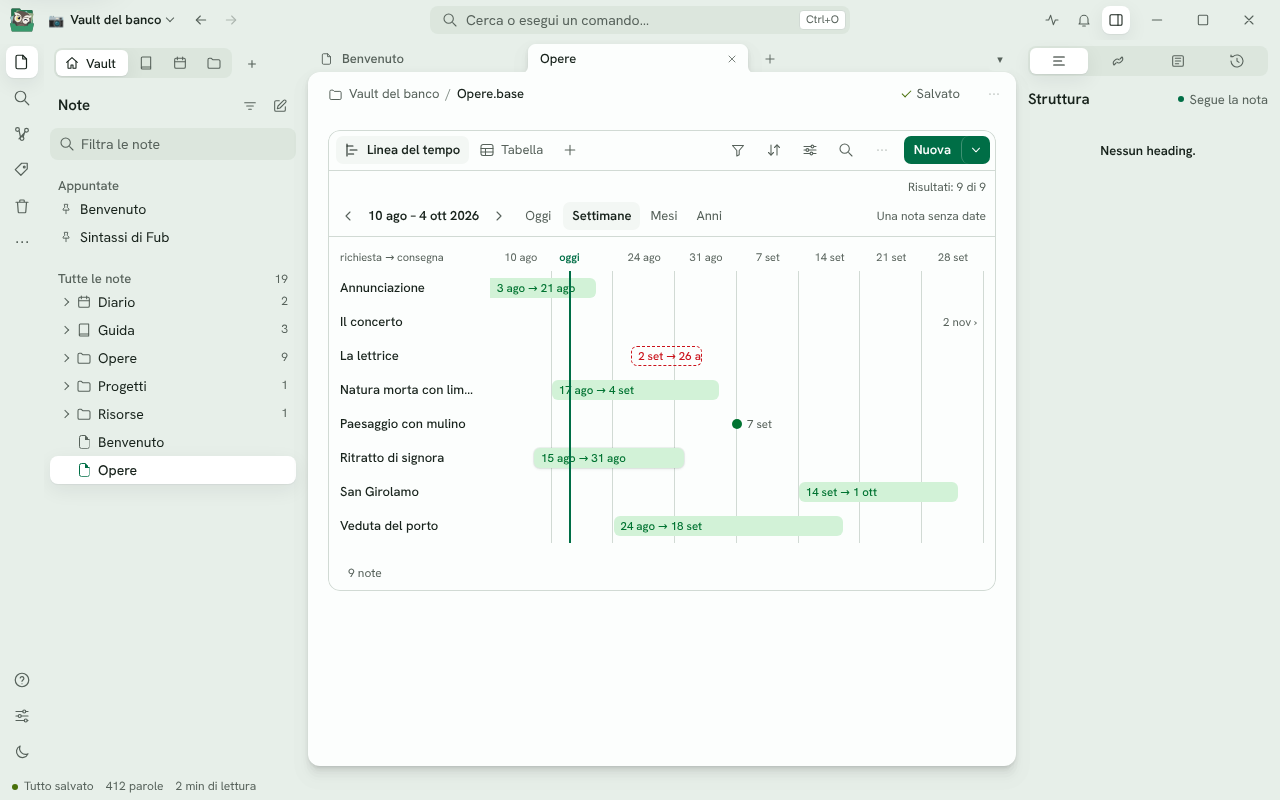 Vault del banco
Cerca o esegui un comando…
Ctrl+O
Vault
Note
Filtra le note
Appuntate
Benvenuto
Sintassi di Fub
Tutte le note 19
Diario 2
Guida 3
Opere 9
Progetti 1
Risorse 1
Benvenuto
Opere
Tutto salvato 412 parole 2 min di lettura
Benvenuto
Opere
Vault del banco / Opere.base
Salvato
Linea del tempo
Tabella
Nuova
Risultati: 9 di 9
10 ago – 4 ott 2026
Oggi
Settimane
Mesi
Anni
Una nota senza date
richiesta → consegna 10 ago oggi 24 ago 31 ago 7 set 14 set 21 set 28 set
Annunciazione 3 ago → 21 ago
Il concerto 2 nov ›
La lettrice 2 set → 26 a
Natura morta con lim… 17 ago → 4 set
Paesaggio con mulino 7 set
Ritratto di signora 15 ago → 31 ago
San Girolamo 14 set → 1 ott
Veduta del porto 24 ago → 18 set
9 note
Struttura
Segue la nota
Nessun heading.